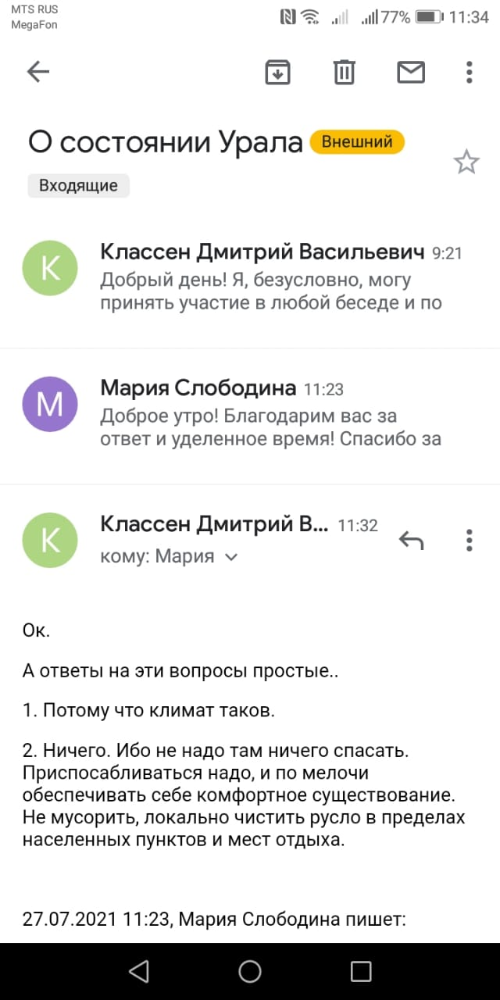 MTS RUS
MegaFon
77% 11:34
О состоянии Урала Внешний
Входящие
К
Классен Дмитрий Васильевич 9:21
Добрый день! Я, безусловно, могу
принять участие в любой беседе и по
М
Мария Слободина 11:23
Доброе утро! Благодарим вас за
ответ и уделенное время! Спасибо за
К
Классен Дмитрий В... 11:32
кому: Мария
Ок.
А ответы на эти вопросы простые..
1. Потому что климат таков.
2. Ничего. Ибо не надо там ничего спасать.
Приспосабливаться надо, и по мелочи
обеспечивать себе комфортное существование.
Не мусорить, локально чистить русло в пределах
населенных пунктов и мест отдыха.
27.07.2021 11:23, Мария Слободина пишет: